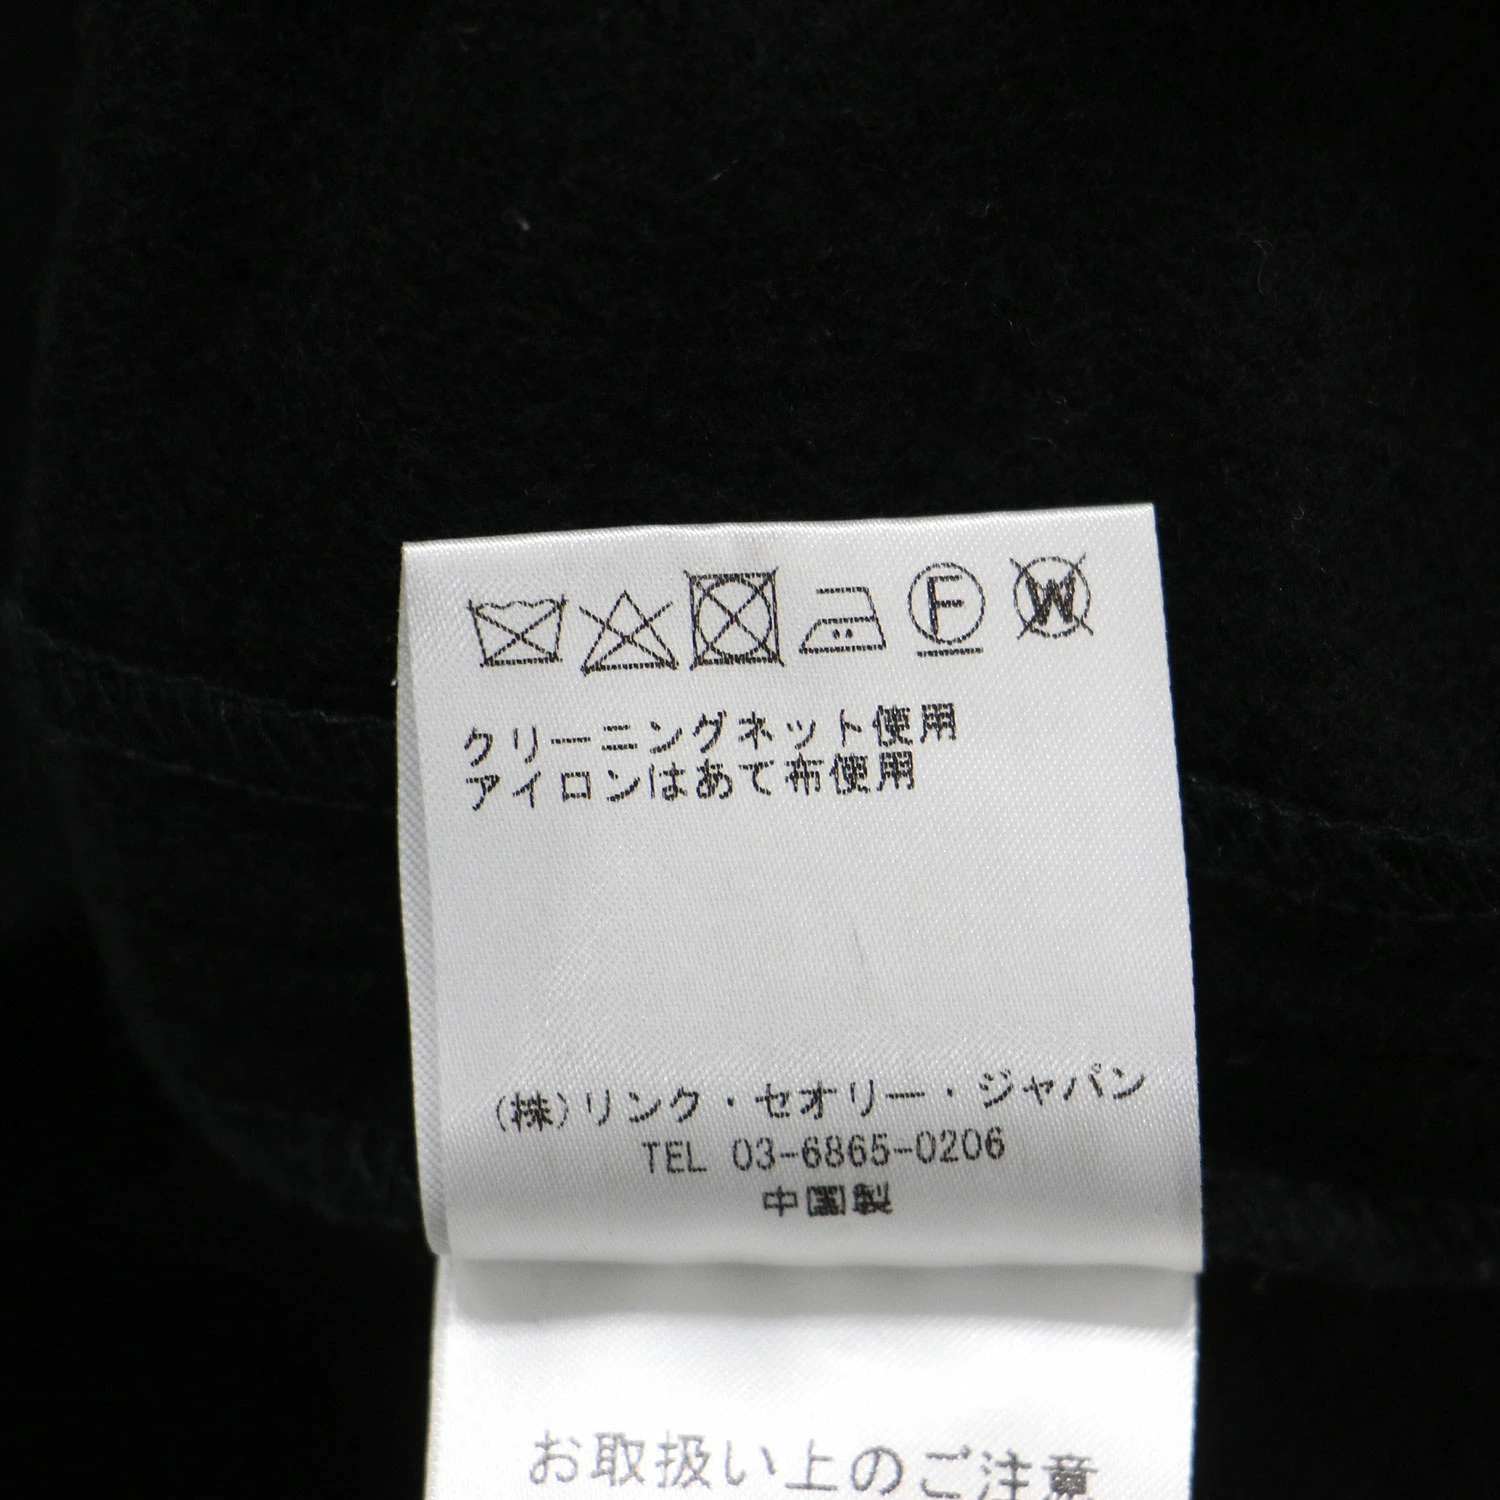 F W
クリーニングネット使用
アイロンはあて布使用
(株)リンク・セオリー・ジャパン
TEL 03-6865-0206
中国製
お取扱い上のご注意